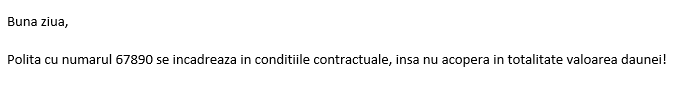 Buna ziua,
Polita cu numarul 67890 se incadreaza in conditiile contractuale, insa nu acopera in totalitate valoarea daunei!